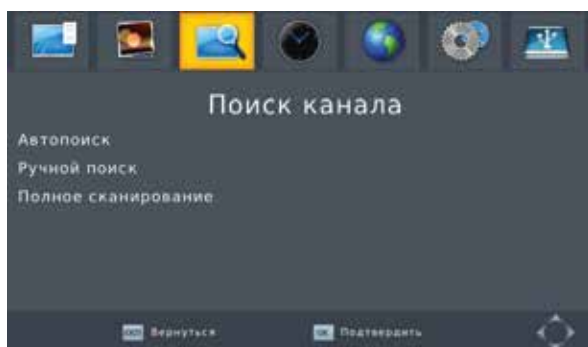 Поиск канала
Автопоиск
Ручной поиск
Полное сканирование
Вернуться Подтвердить